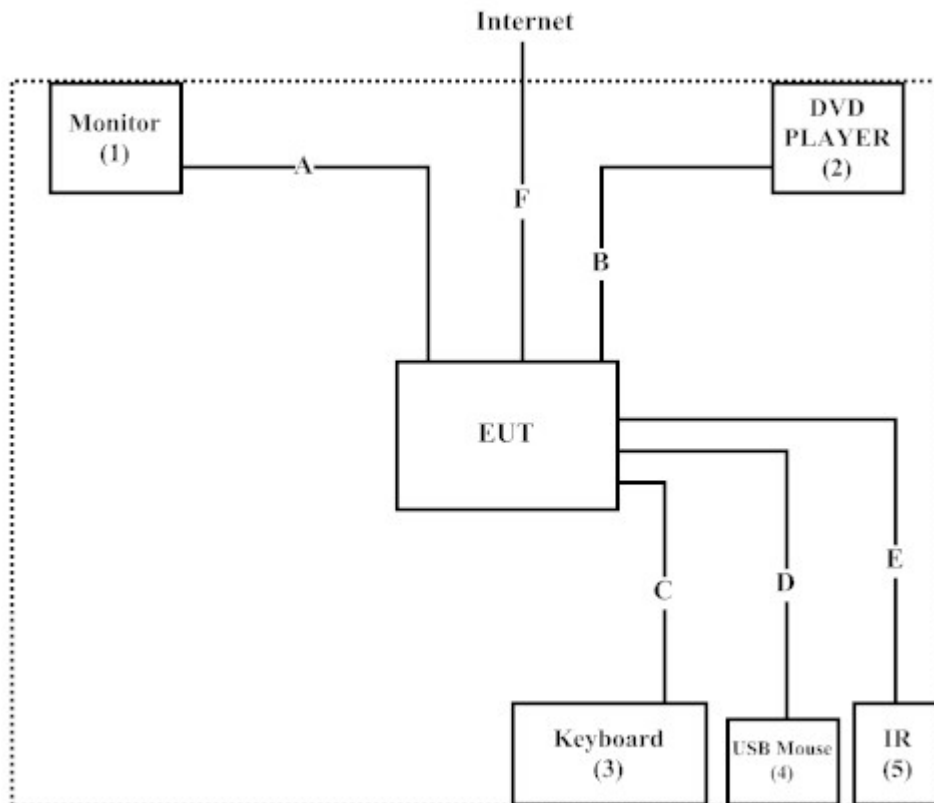 Internet
Monitor
(1)
DVD
PLAYER
(2)
A
F
B
EUT
C
D
E
Keyboard
(3)
USB Mouse
(4)
IR
(5)